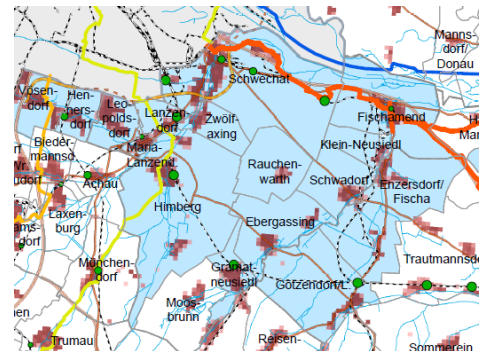 Manns-
dorf/
Donau
Schwechat
Vösen-
dorf
Hen-
ners-
dorf
Leo-
polds-
dorf
Lanzen-
dorf
Zwölf-
axing
Fischamend
Bieder-
mannsd.
Maria-
Lanzend.
Klein-Neusiedl
Rauchen-
warth
Achau
Schwadorf
Enzersdorf/
Fischa
Himberg
Laxen-
burg
Ebergassing
München-
dorf
Gramat-
neusiedl
Götzendorf/L.
Trautmannsdo
Moos-
brunn
Trumau
Reisen-
Sommerein